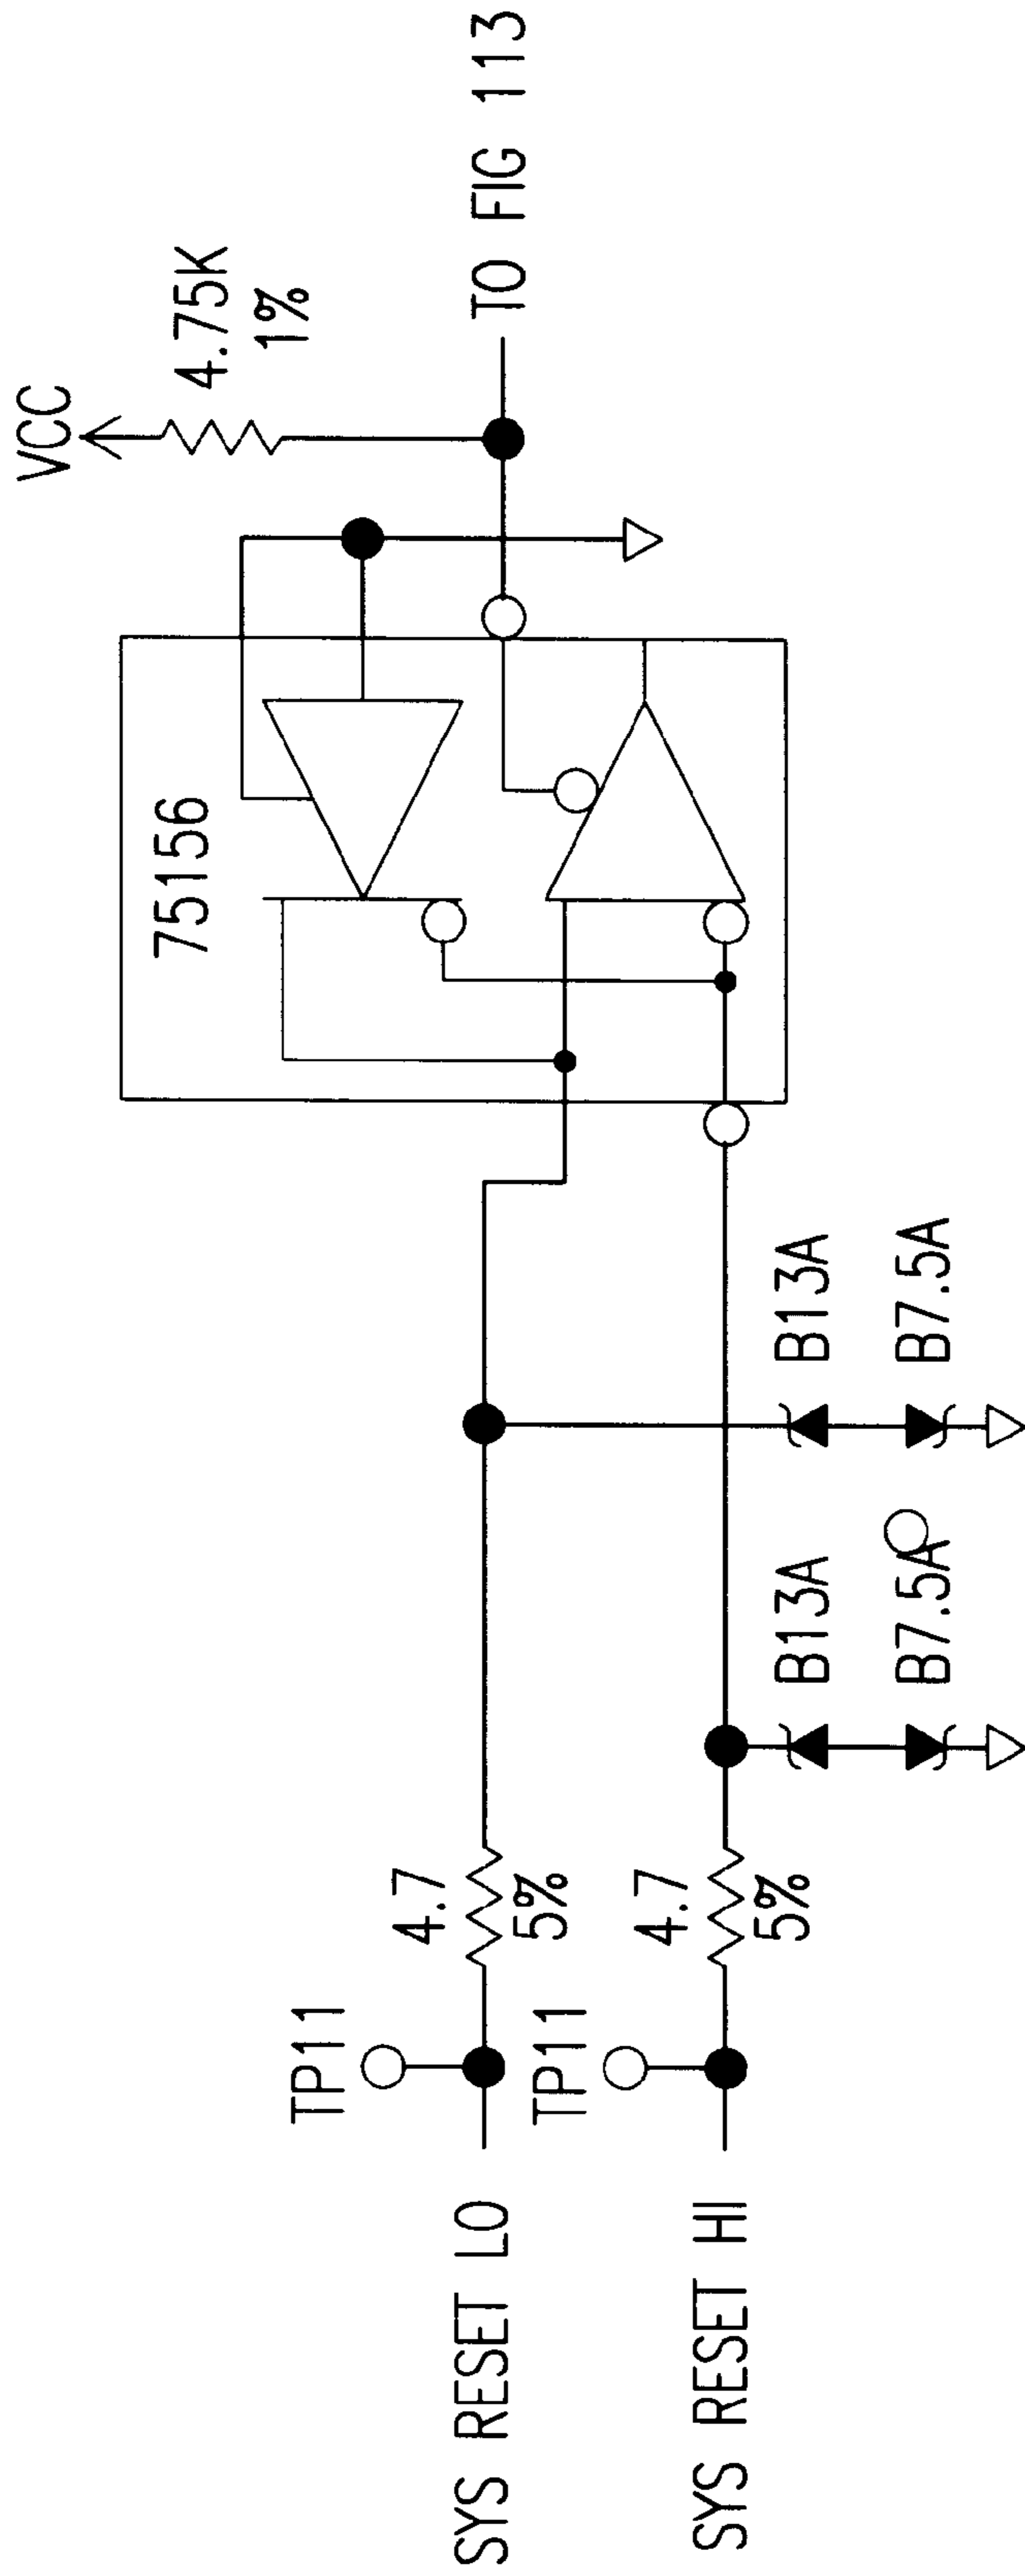 VCC
4.75K
1%
TO FIG 113
75156
B13A
B7.5A
B13A
B7.5A
TP11
4.7
5%
TP11
4.7
5%
SYS RESET LO
SYS RESET HI